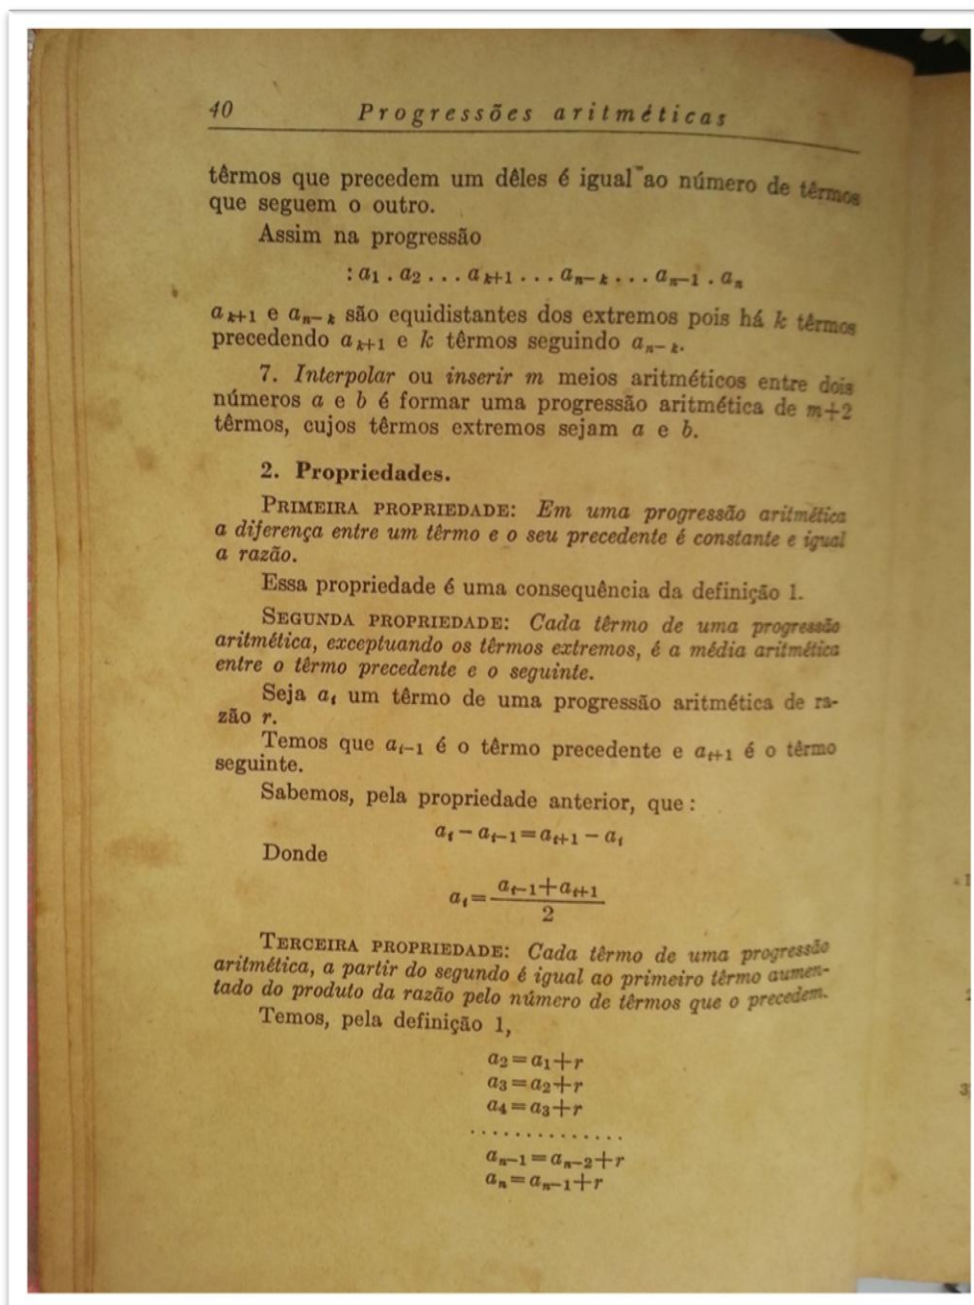 40 Progressões aritméticas
têrmos que precedem um dêles é igual ao número de têrmos
que seguem o outro.
Assim na progressão
: a₁ . a₂ . . . aₖ₊₁ . . . aₙ₋ₖ . . . aₙ₋₁ . aₙ
aₖ₊₁ e aₙ₋ₖ são equidistantes dos extremos pois há k têrmos
precedendo aₖ₊₁ e k têrmos seguindo aₙ₋ₖ.
7. Interpolar ou inserir m meios aritméticos entre dois
números a e b é formar uma progressão aritmética de m+2
têrmos, cujos têrmos extremos sejam a e b.
2. Propriedades.
PRIMEIRA PROPRIEDADE: Em uma progressão aritmética
a diferença entre um têrmo e o seu precedente é constante e igual
a razão.
Essa propriedade é uma consequência da definição 1.
SEGUNDA PROPRIEDADE: Cada têrmo de uma progressão
aritmética, exceptuando os têrmos extremos, é a média aritmética
entre o têrmo precedente e o seguinte.
Seja aₜ um têrmo de uma progressão aritmética de ra-
zão r.
Temos que aₜ₋₁ é o têrmo precedente e aₜ₊₁ é o têrmo
seguinte.
Sabemos, pela propriedade anterior, que :
aₜ − aₜ₋₁ = aₜ₊₁ − aₜ
Donde
aₜ = (aₜ₋₁ + aₜ₊₁) / 2
TERCEIRA PROPRIEDADE: Cada têrmo de uma progressão
aritmética, a partir do segundo é igual ao primeiro têrmo aumen-
tado do produto da razão pelo número de têrmos que o precedem.
Temos, pela definição 1,
a₂ = a₁ + r
a₃ = a₂ + r
a₄ = a₃ + r
. . . . . . . . . . . . . .
aₙ₋₁ = aₙ₋₂ + r
aₙ = aₙ₋₁ + r